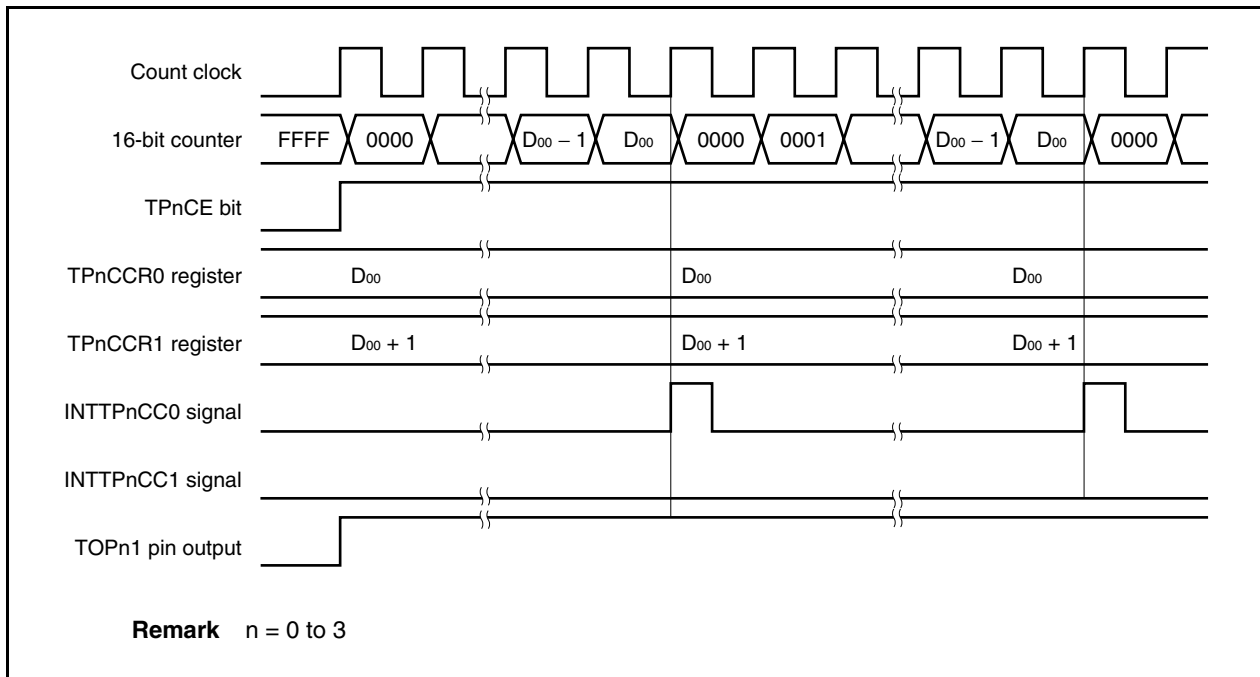 Count clock
16-bit counter FFFF 0000 D00 − 1 D00 0000 0001 D00 − 1 D00 0000
TPnCE bit
TPnCCR0 register D00 D00 D00
TPnCCR1 register D00 + 1 D00 + 1 D00 + 1
INTTPnCC0 signal
INTTPnCC1 signal
TOPn1 pin output
Remark n = 0 to 3